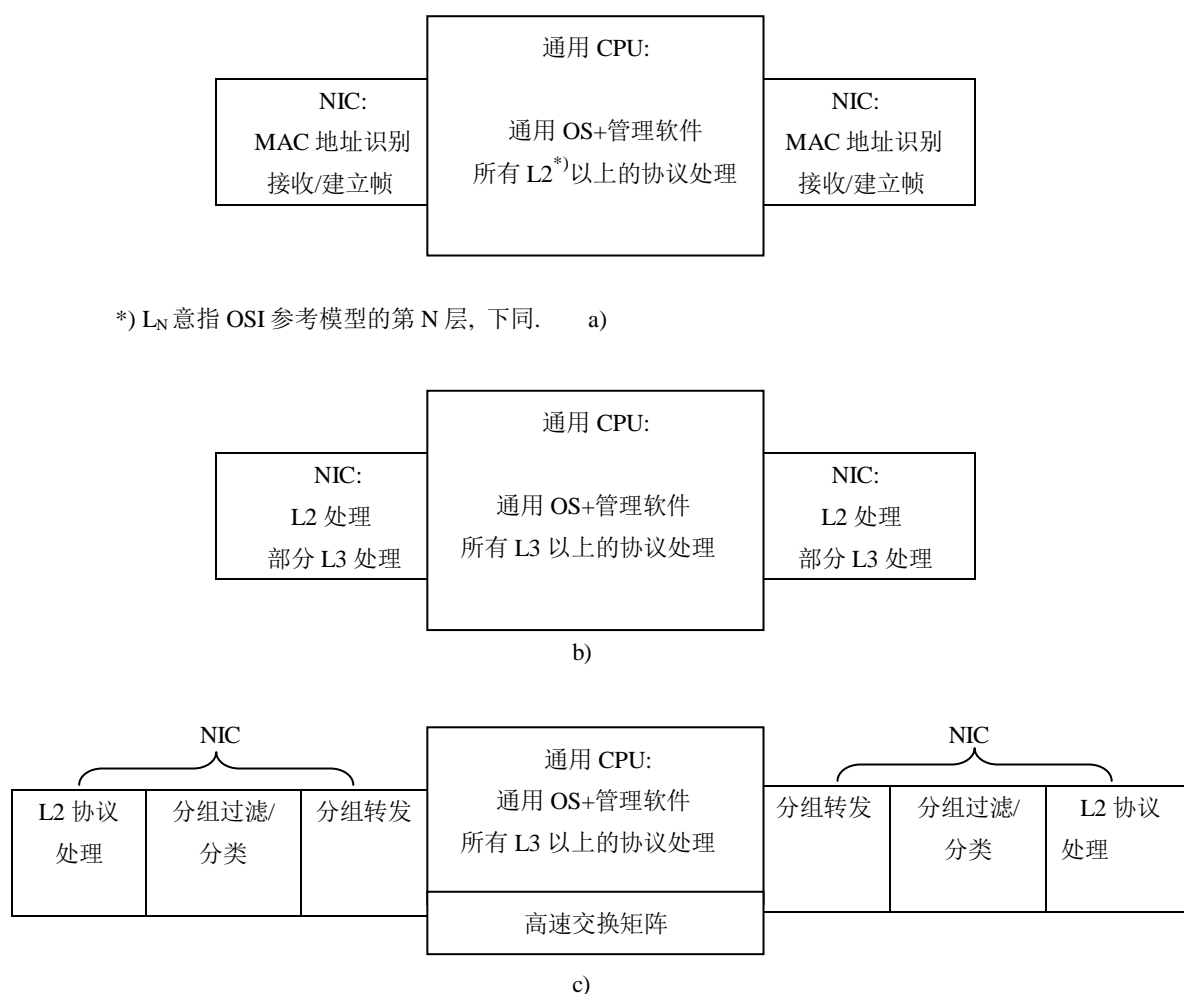 通用 CPU:
NIC:
MAC 地址识别
接收/建立帧
通用 OS+管理软件
所有 L2*)以上的协议处理
NIC:
MAC 地址识别
接收/建立帧
*) LN意指 OSI 参考模型的第 N 层, 下同.
a)
通用 CPU:
NIC:
L2 处理
部分 L3 处理
通用 OS+管理软件
所有 L3 以上的协议处理
NIC:
L2 处理
部分 L3 处理
b)
NIC
L2 协议
处理
分组过滤/
分类
分组转发
通用 CPU:
通用 OS+管理软件
所有 L3 以上的协议处理
高速交换矩阵
NIC
分组转发
分组过滤/
分类
L2 协议
处理
c)